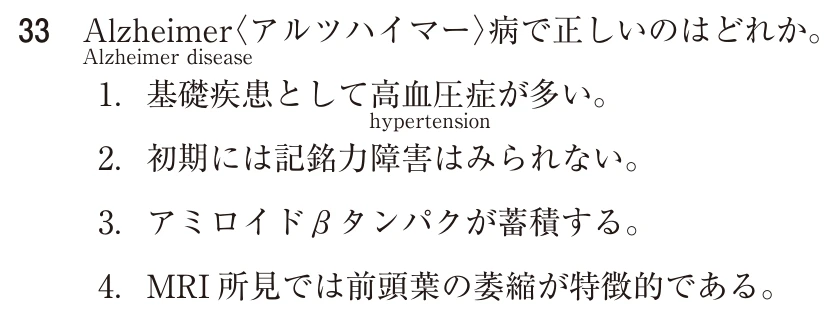 33 Alzheimer〈アルツハイマー〉病で正しいのはどれか。
Alzheimer disease
1. 基礎疾患として高血圧症が多い。
hypertension
2. 初期には記銘力障害はみられない。
3. アミロイドβタンパクが蓄積する。
4. MRI所見では前頭葉の萎縮が特徴的である。